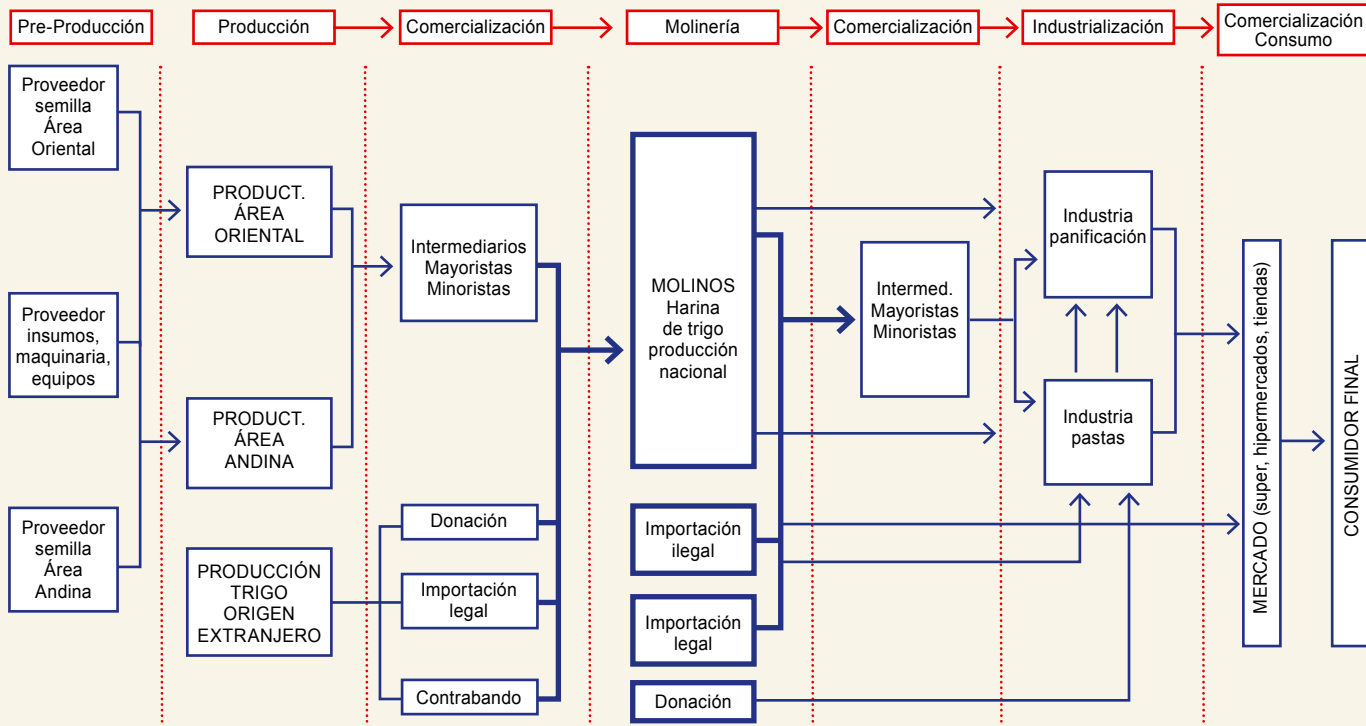 Pre-Producción
Producción
Comercialización
Molinería
Comercialización
Industrialización
Comercialización
Consumo
Proveedor
semilla
Área
Oriental
Proveedor
insumos,
maquinaria,
equipos
Proveedor
semilla
Área
Andina
PRODUCT.
ÁREA
ORIENTAL
PRODUCT.
ÁREA
ANDINA
PRODUCCIÓN
TRIGO
ORIGEN
EXTRANJERO
Intermediarios
Mayoristas
Minoristas
Donación
Importación
legal
Contrabando
MOLINOS
Harina
de trigo
producción
nacional
Importación
ilegal
Importación
legal
Donación
Intermed.
Mayoristas
Minoristas
Industria
panificación
Industria
pastas
MERCADO (super, hipermercados, tiendas)
CONSUMIDOR FINAL